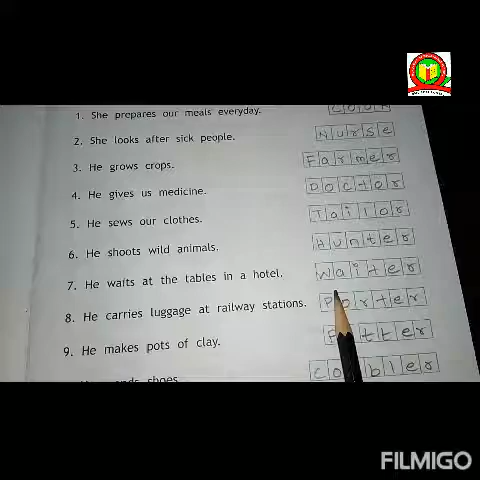 1. She prepares our meals everyday. Cook
2. She looks after sick people. Nurse
3. He grows crops. Farmer
4. He gives us medicine. Doctor
5. He sews our clothes. Tailor
6. He shoots wild animals. Hunter
7. He waits at the tables in a hotel. Waiter
8. He carries luggage at railway stations. Porter
9. He makes pots of clay. Potter
shoes. Cobbler
FILMIGO